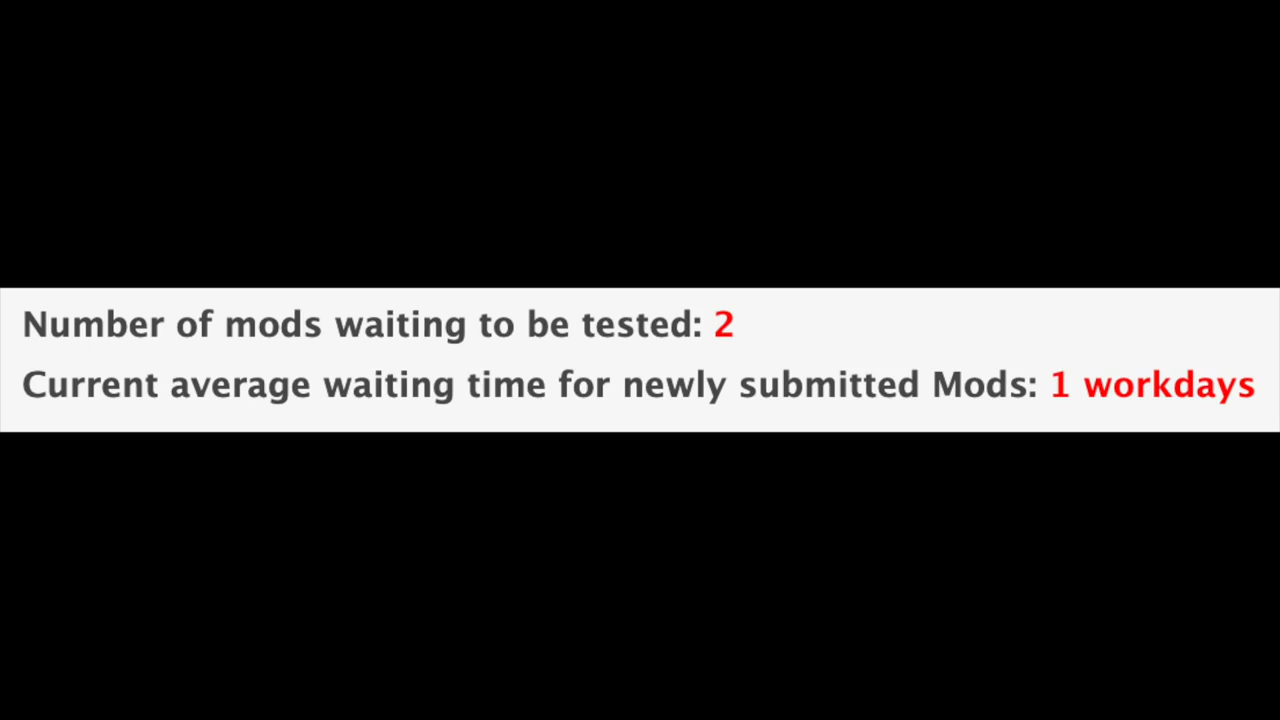 Number of mods waiting to be tested: 2
Current average waiting time for newly submitted Mods: 1 workdays